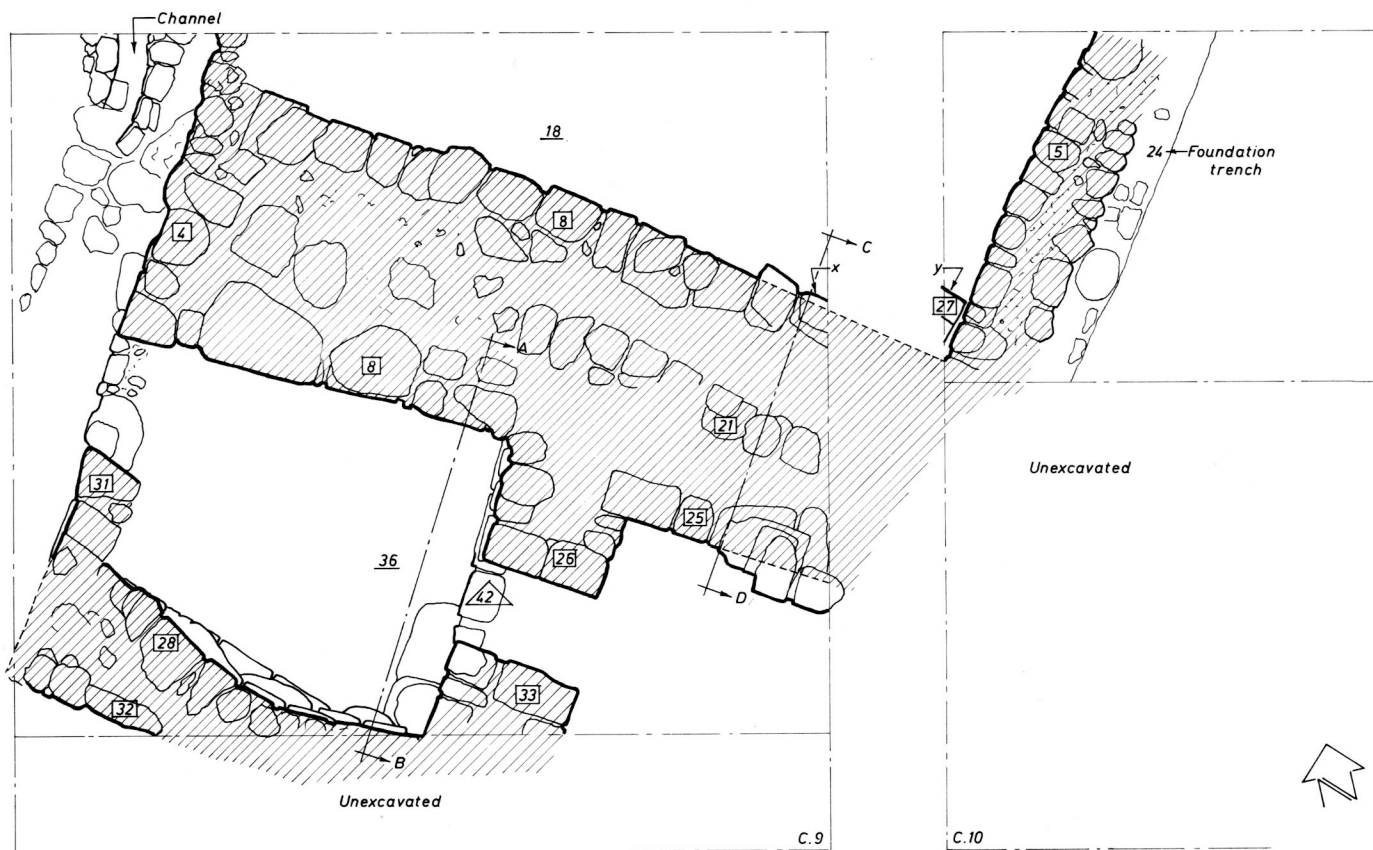 Channel
18
8
4
C
x
y
27
5
24
Foundation
trench
A
8
21
31
25
36
26
42
D
28
33
32
B
Unexcavated
Unexcavated
C.9
C.10